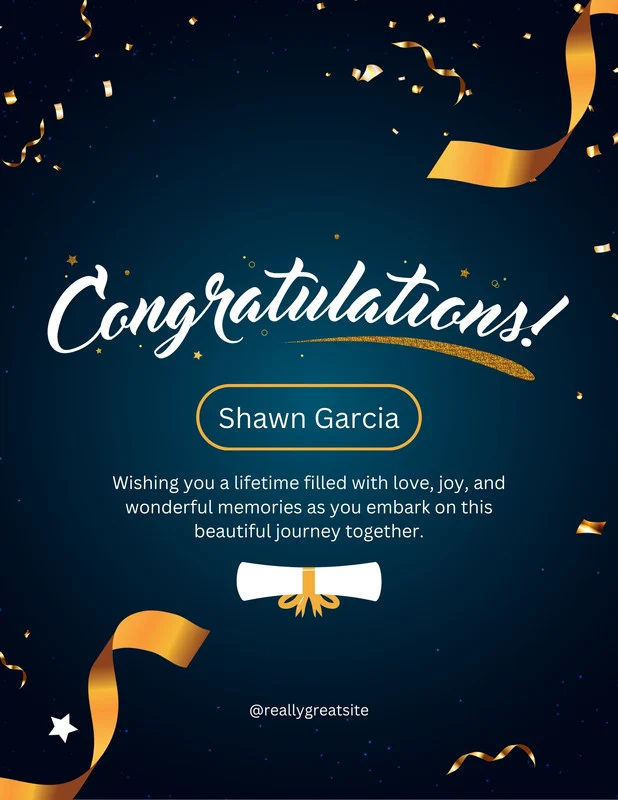 Congratulations!
Shawn Garcia
Wishing you a lifetime filled with love, joy, and
wonderful memories as you embark on this
beautiful journey together.
@reallygreatsite